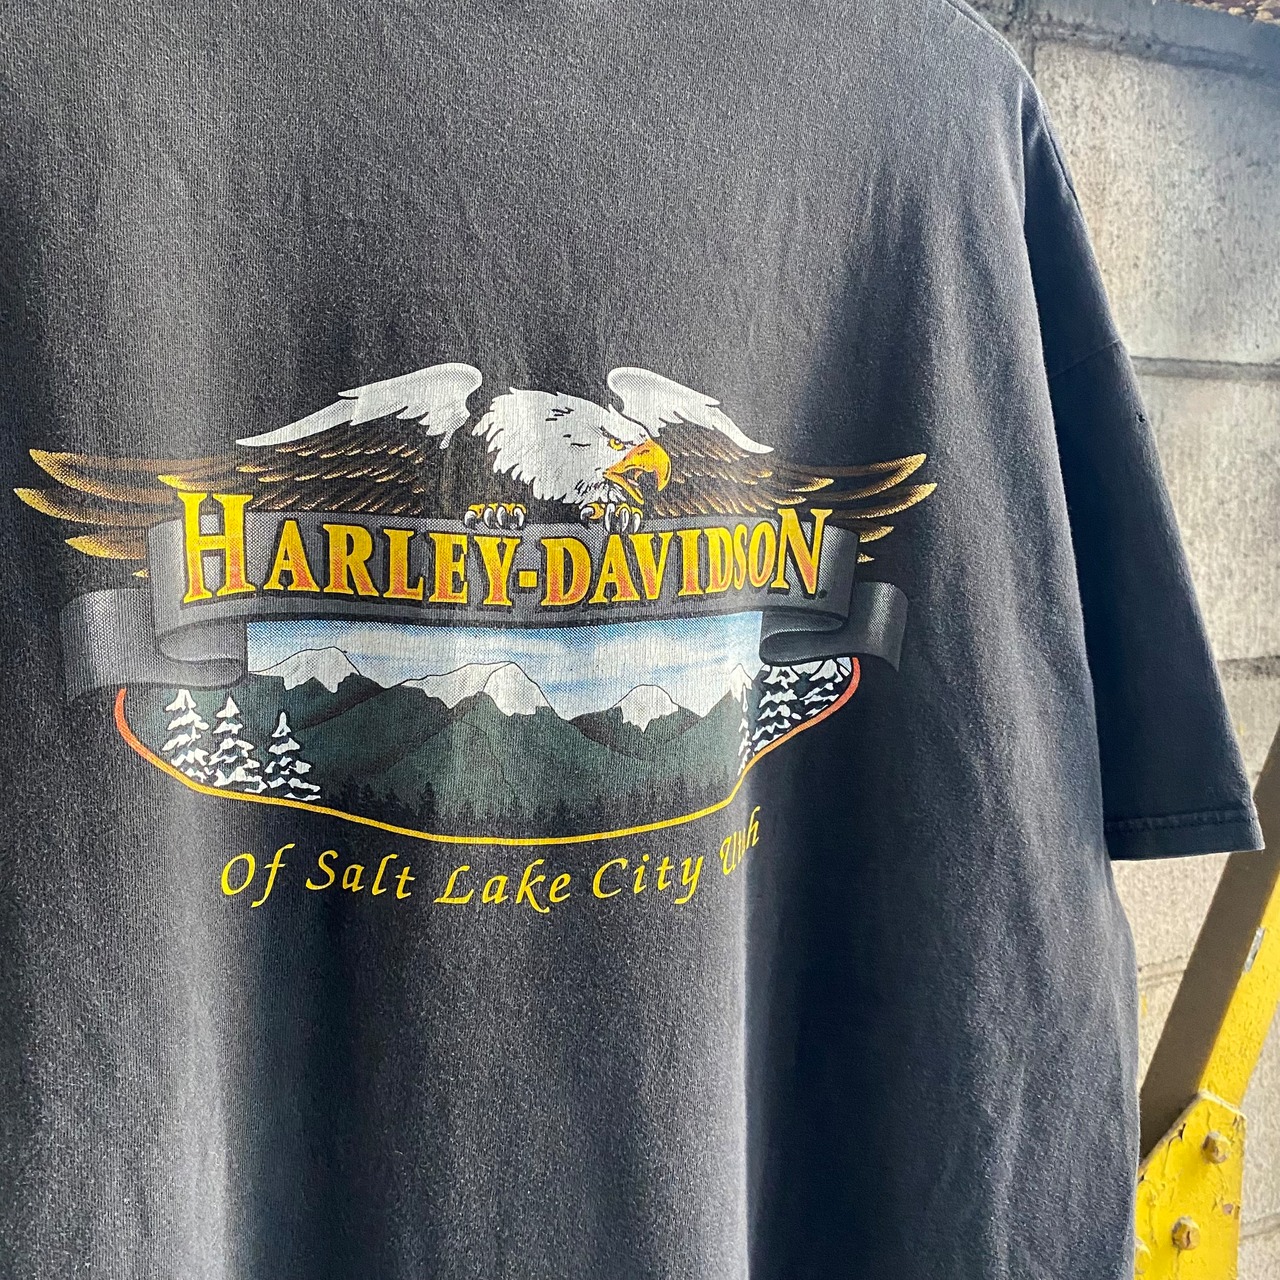 HARLEY-DAVIDSON
Of Salt Lake City Utah